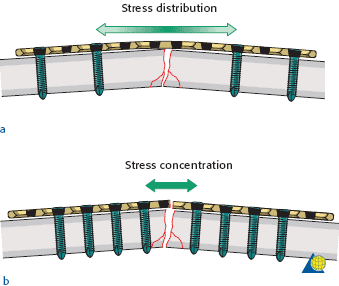 Stress distribution
a
Stress concentration
b